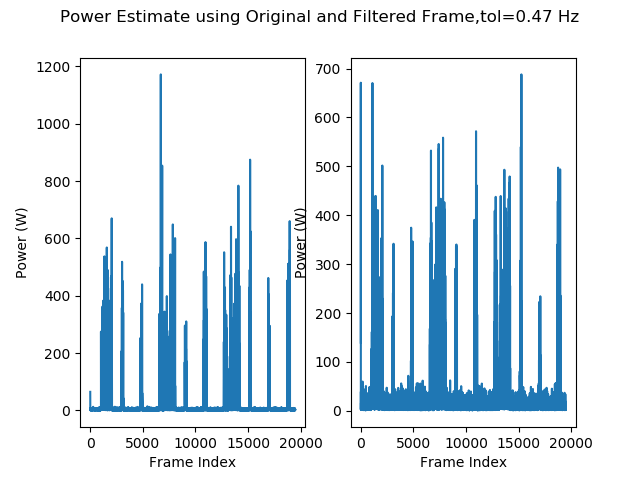 Power Estimate using Original and Filtered Frame,tol=0.47 Hz
1200
1000
800
600
400
200
0
Power (W)
0 5000 10000 15000 20000
Frame Index
700
600
500
400
300
200
100
0
Power (W)
0 5000 10000 15000 20000
Frame Index